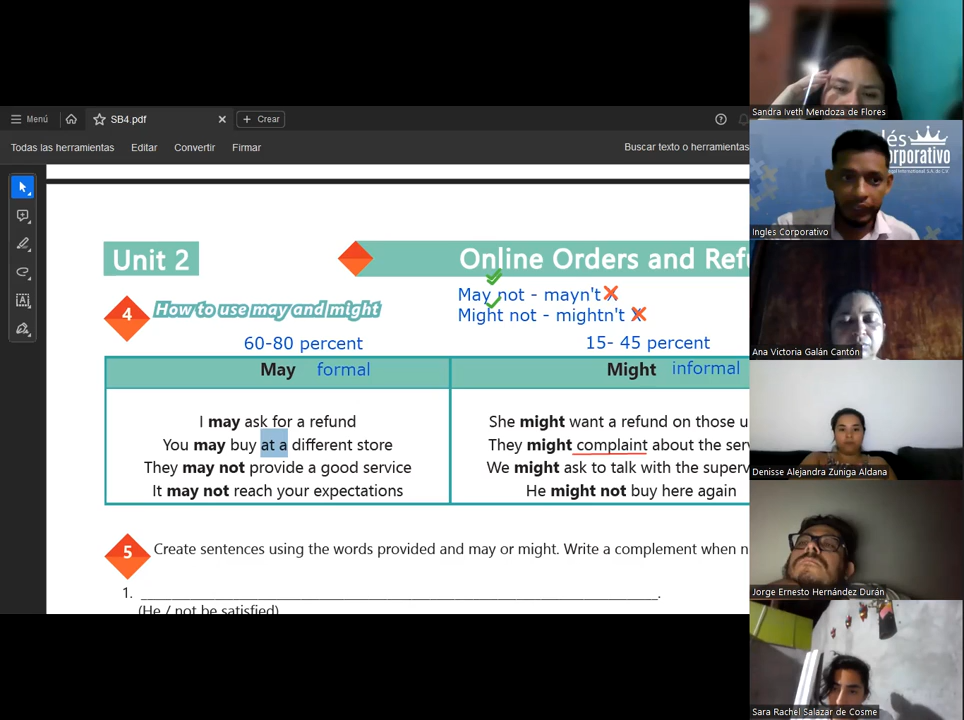 Menú
SB4.pdf
Crear
Todas las herramientas
Editar
Convertir
Firmar
Buscar texto o herramientas
Unit 2
Online Orders and Refu
4
How to use may and might
May not - mayn't X
Might not - mightn't X
60-80 percent
15- 45 percent
May formal
Might informal
I may ask for a refund
You may buy at a different store
They may not provide a good service
It may not reach your expectations
She might want a refund on those u
They might complaint about the serv
We might ask to talk with the superv
He might not buy here again
5
Create sentences using the words provided and may or might. Write a complement when n
1. ______________________________.
(He / not be satisfied)
Sandra Iveth Mendoza de Flores
lés
orporativo
Ingles Corporativo
Ana Victoria Galán Cantón
Denisse Alejandra Zuniga Aldana
Jorge Ernesto Hernández Durán
Sara Rachel Salazar de Cosme